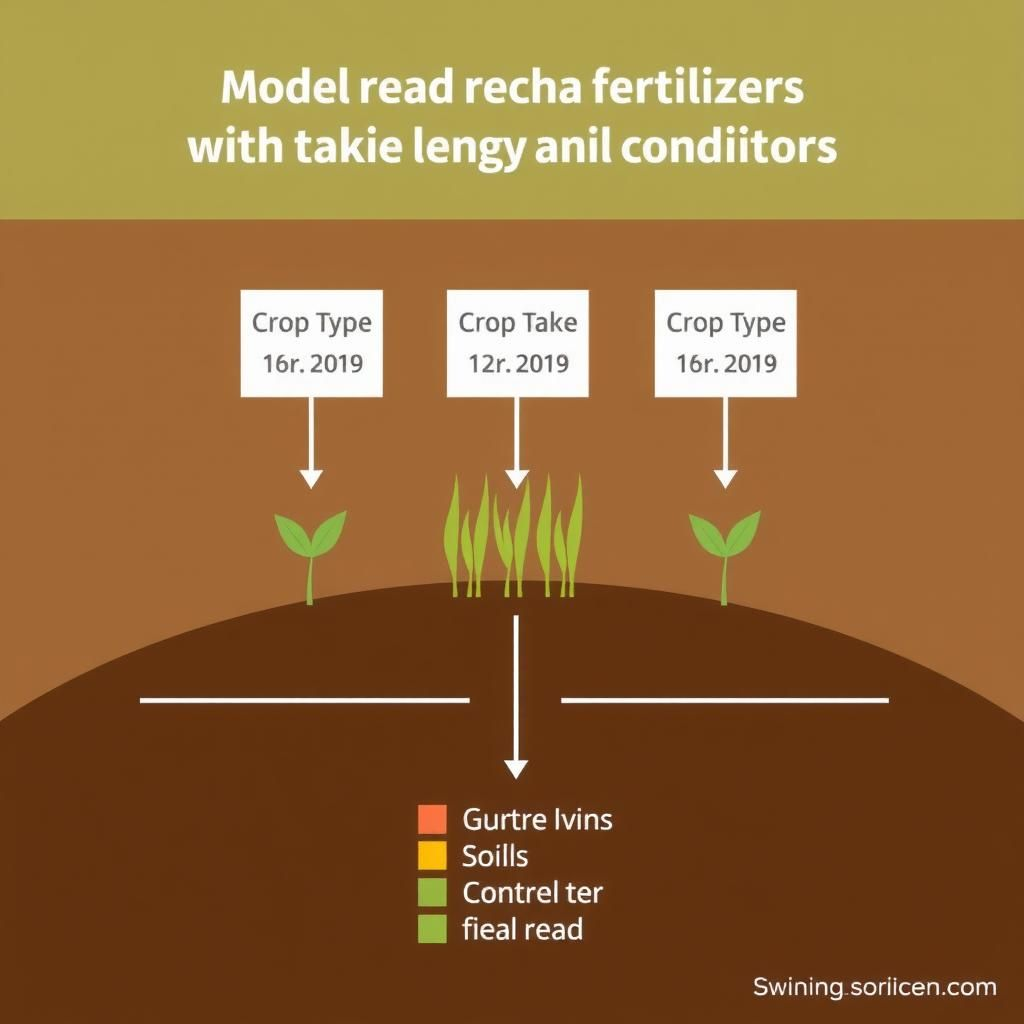 Model read recha fertilizers
with takie lengy anil condiitors
Crop Type
16r. 2019
Crop Take
12r. 2019
Crop Type
16r. 2019
Gurtre lvins
Soills
Contrel ter
fieal read
Swining.soriicen.com